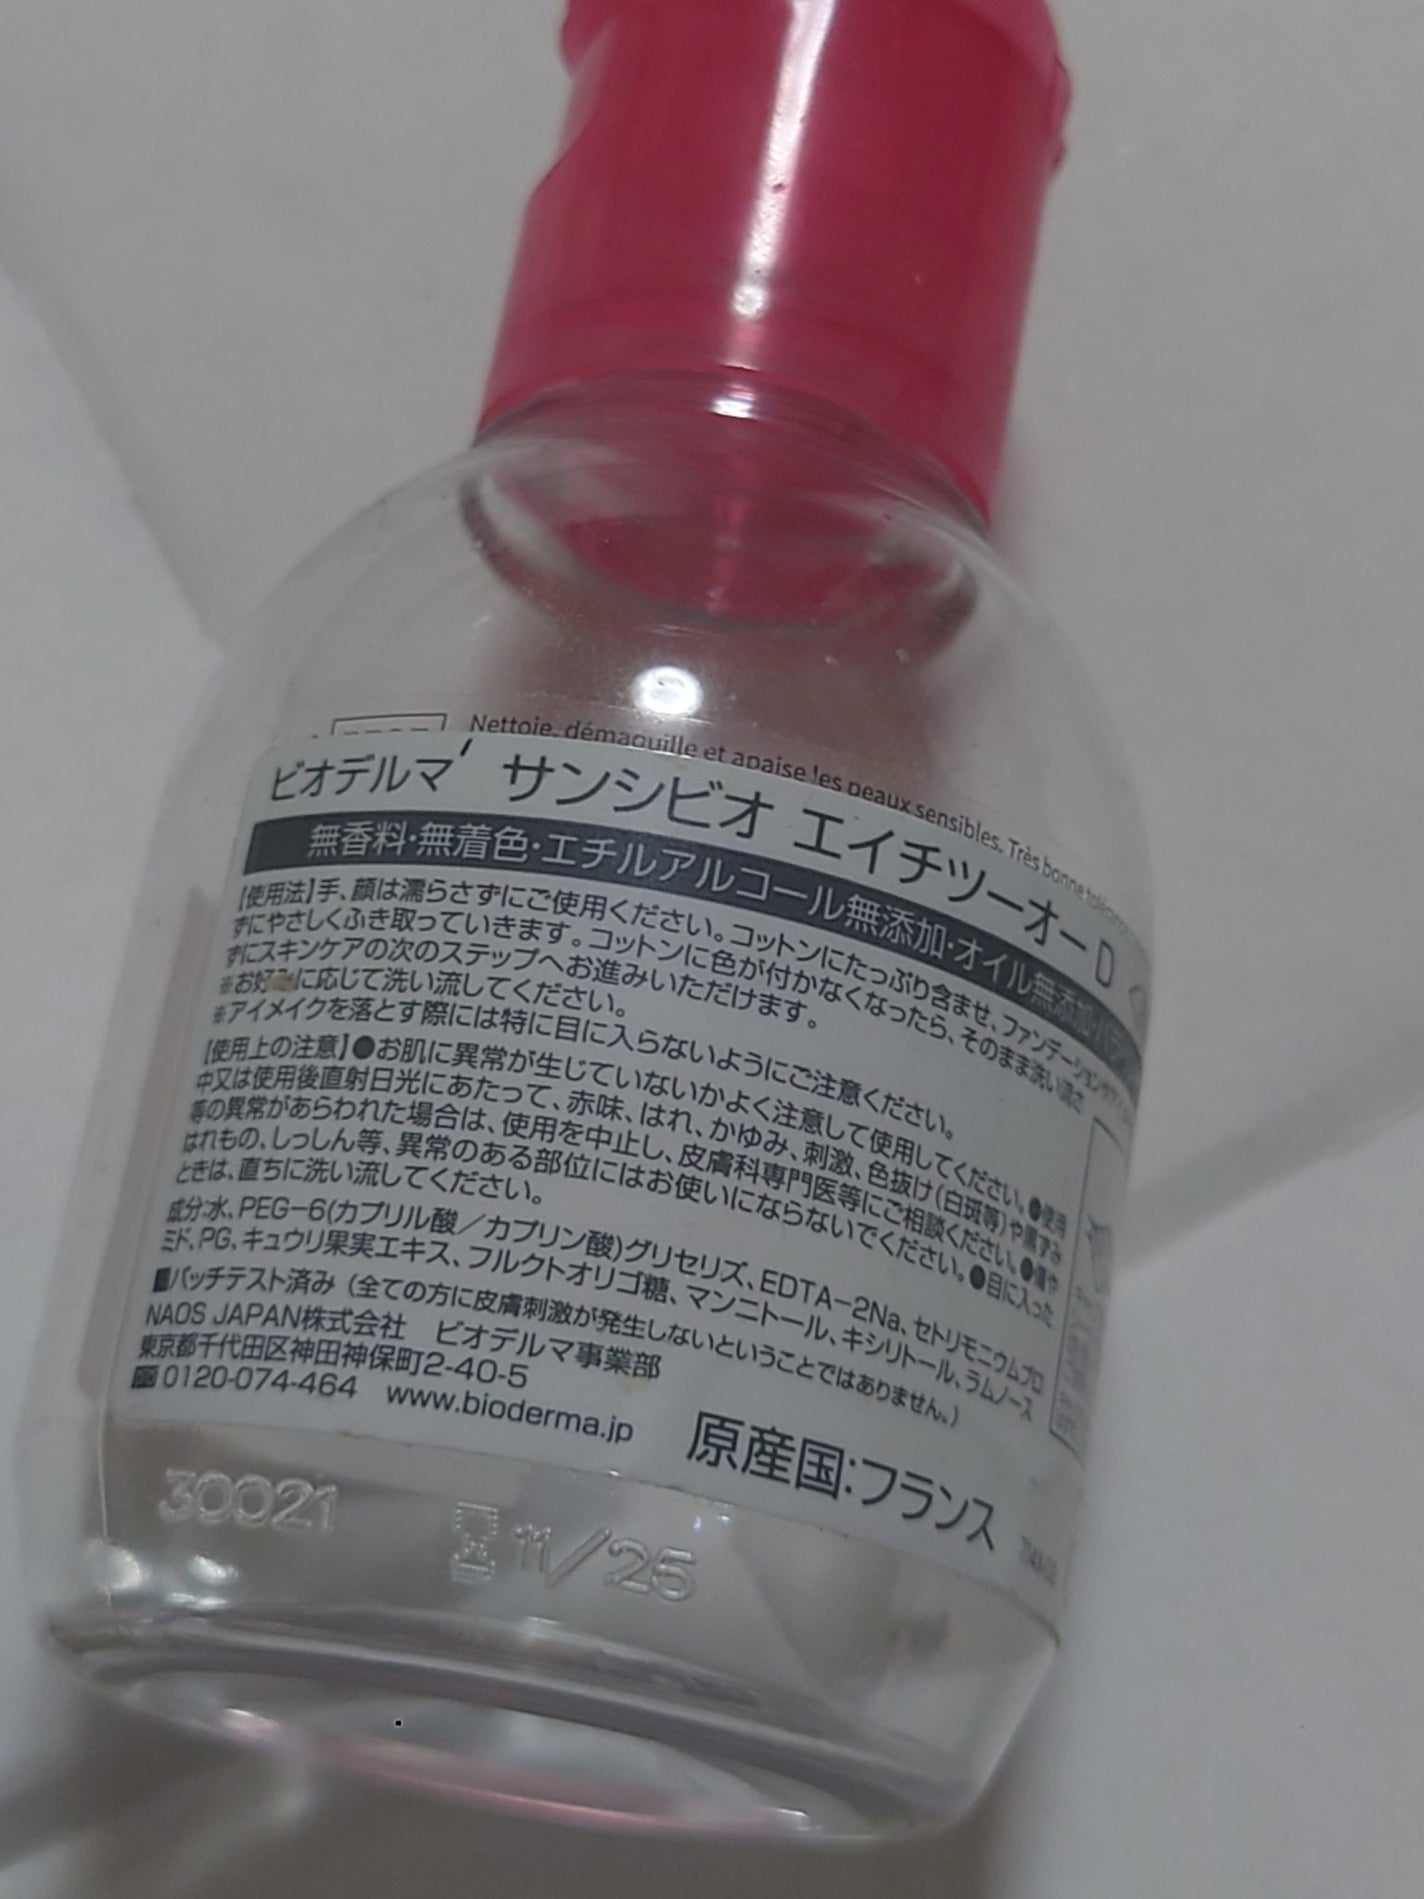 Nettoie, démaquille et apaise les peaux sensibles. Très bonne
ビオデルマ サンシビオ エイチツーオー D
無香料・無着色・エチルアルコール無添加・オイル無添加・
【使用法】手、顔は濡らさずにご使用ください。コットンにたっぷり含ませ、ファンデーションや
ずにやさしくふき取っていきます。コットンに色が付かなくなったら、そのまま洗い流さ
ずにスキンケアの次のステップへお進みいただけます。
※お好みに応じて洗い流してください。
※アイメイクを落とす際には特に目に入らないようにご注意ください。
【使用上の注意】●お肌に異常が生じていないかよく注意して使用してください。●使用
中又は使用後直射日光にあたって、赤味、はれ、かゆみ、刺激、色抜け(白斑等)や黒ずみ
等の異常があらわれた場合は、使用を中止し、皮膚科専門医等にご相談ください。●傷や
はれもの、しっしん等、異常のある部位にはお使いにならないでください。●目に入った
ときは、直ちに洗い流してください。
成分:水、PEG-6(カプリル酸/カプリン酸)グリセリズ、EDTA-2Na、セトリモニウムブロ
ミド、PG、キュウリ果実エキス、フルクトオリゴ糖、マンニトール、キシリトール、ラムノース
■パッチテスト済み(全ての方に皮膚刺激が発生しないということではありません。)
NAOS JAPAN株式会社 ビオデルマ事業部
東京都千代田区神田神保町2-40-5
0120-074-464 www.bioderma.jp
原産国:フランス
30021 11/25